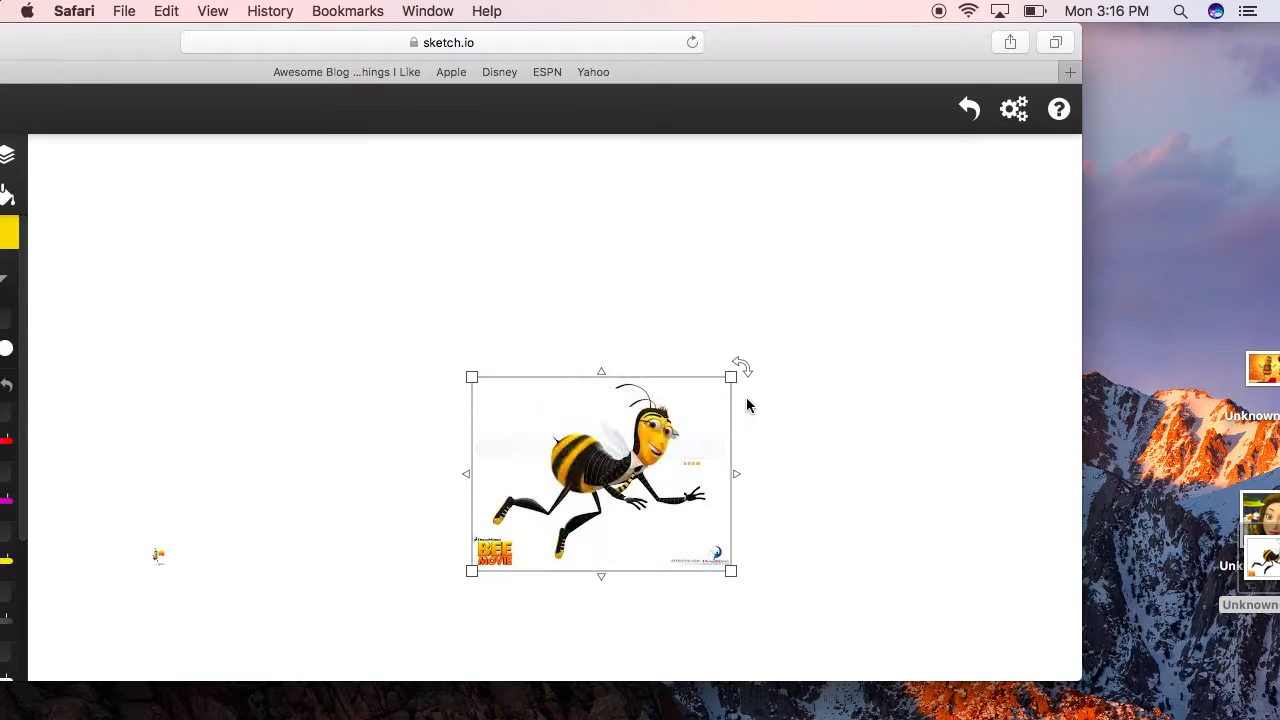 Safari File Edit View History Bookmarks Window Help Mon 3:16 PM
sketch.io
Awesome Blog ...hings I Like Apple Disney ESPN Yahoo
ADAM
BEE
MOVIE
Unknown
Unk
Unknown